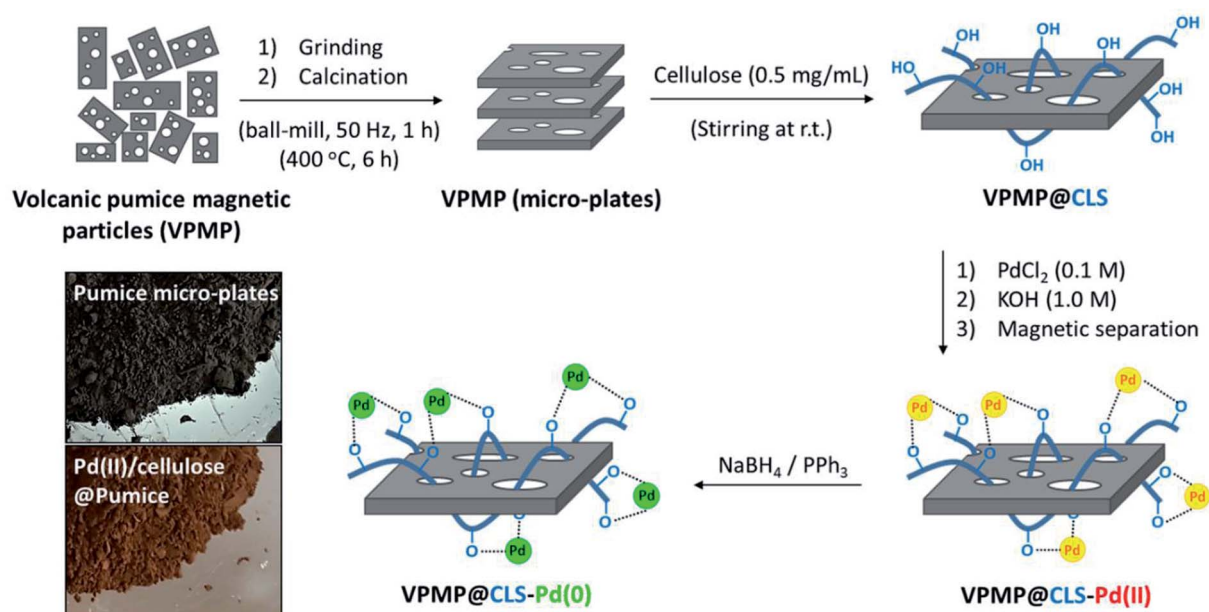 1) Grinding
2) Calcination
(ball-mill, 50 Hz, 1 h)
(400 °C, 6 h)
Cellulose (0.5 mg/mL)
(Stirring at r.t.)
OH
OH
OH
OH
HO
OH
OH
OH
OH
Volcanic pumice magnetic
particles (VPMP)
VPMP (micro-plates)
VPMP@CLS
1) PdCl₂ (0.1 M)
2) KOH (1.0 M)
3) Magnetic separation
Pumice micro-plates
Pd(II)/cellulose
@Pumice
Pd
Pd
Pd
O
O
O
O
O
O
O
Pd
O
O
O
Pd
VPMP@CLS-Pd(0)
NaBH₄ / PPh₃
Pd
Pd
Pd
O
O
O
O
O
O
O
Pd
O
O
O
Pd
VPMP@CLS-Pd(II)